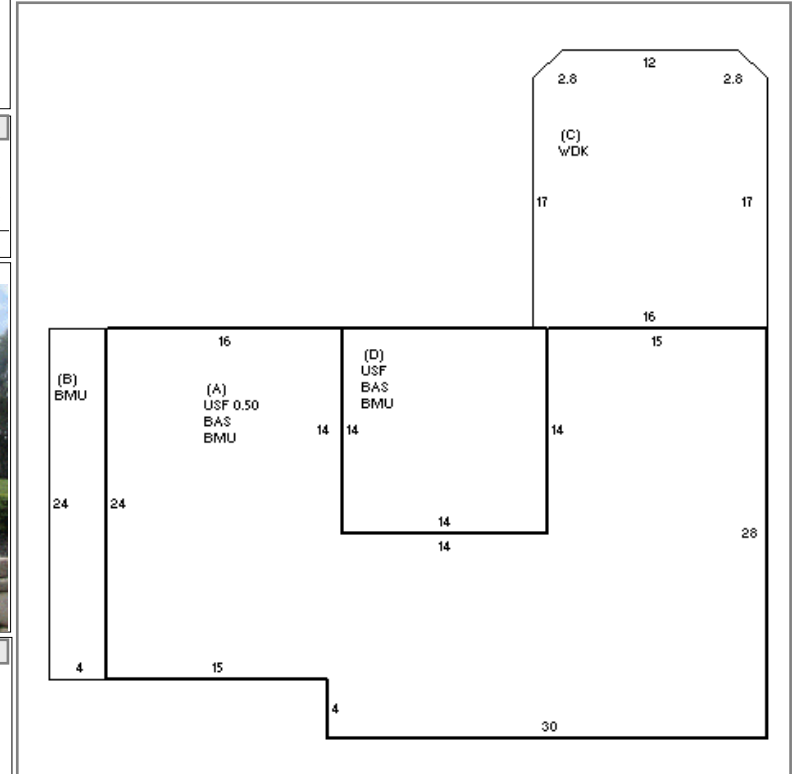 12
2.8 2.8
(C)
WDK
17 17
16
16 15
(D)
USF
BAS
BMU
(B)
BMU
(A)
USF 0.50
BAS
BMU
14 14 14
24 24
14
14
28
4 15
4
30